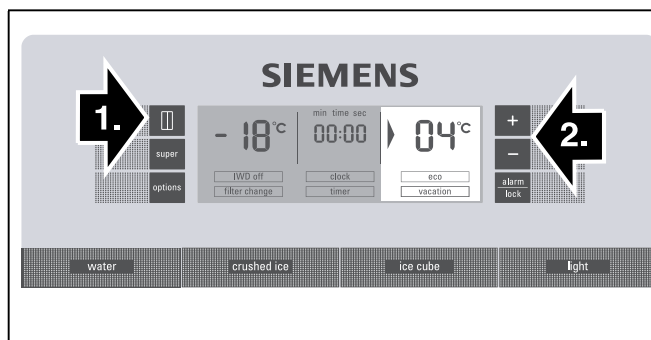 SIEMENS
1.
super
options
- 18°C
min time sec
00:00
04°C
IWD off
clock
eco
filter change
timer
vacation
+
-
alarm
lock
2.
water
crushed ice
ice cube
light